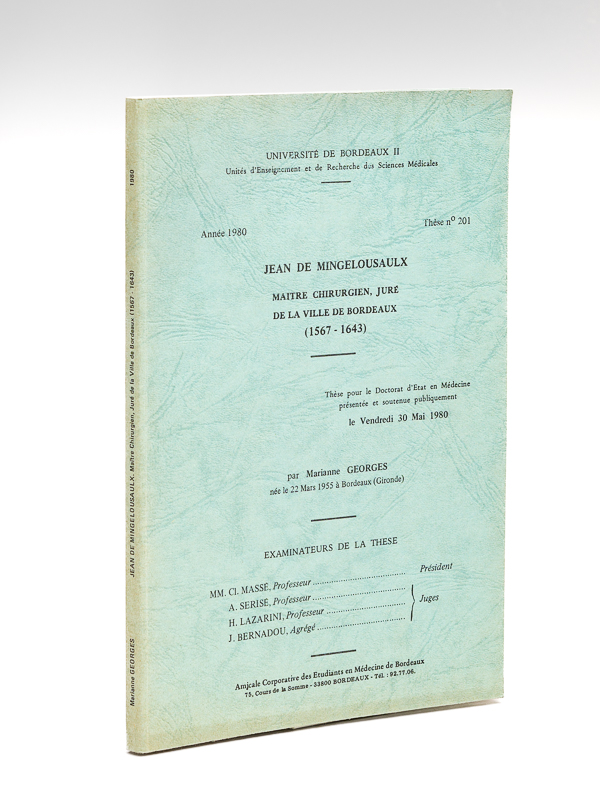 UNIVERSITÉ DE BORDEAUX II
Unités d'Enseignement et de Recherche des Sciences Médicales
Année 1980
Thèse nº 201
JEAN DE MINGELOUSAULX
MAITRE CHIRURGIEN, JURÉ
DE LA VILLE DE BORDEAUX
(1567 - 1643)
Thèse pour le Doctorat d'Etat en Médecine
présentée et soutenue publiquement
le Vendredi 30 Mai 1980
par Marianne GEORGES
née le 22 Mars 1955 à Bordeaux (Gironde)
EXAMINATEURS DE LA THESE
MM. Cl. MASSÉ, Professeur ........................ Président
A. SERISE, Professeur ........................
H. LAZARINI, Professeur ........................ Juges
J. BERNADOU, Agrégé ........................
Amicale Corporative des Etudiants en Médecine de Bordeaux
75, Cours de la Somme - 33800 BORDEAUX - Tél : 92.77.06.
Marianne GEORGES JEAN DE MINGELOUSAULX. Maître Chirurgien, Juré de la Ville de Bordeaux (1567 - 1643) 1980